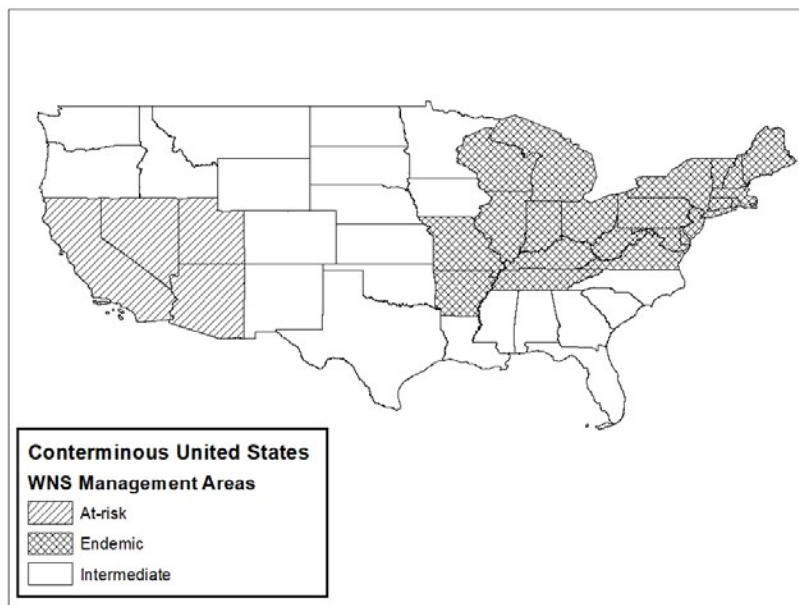 Conterminous United States
WNS Management Areas
At-risk
Endemic
Intermediate